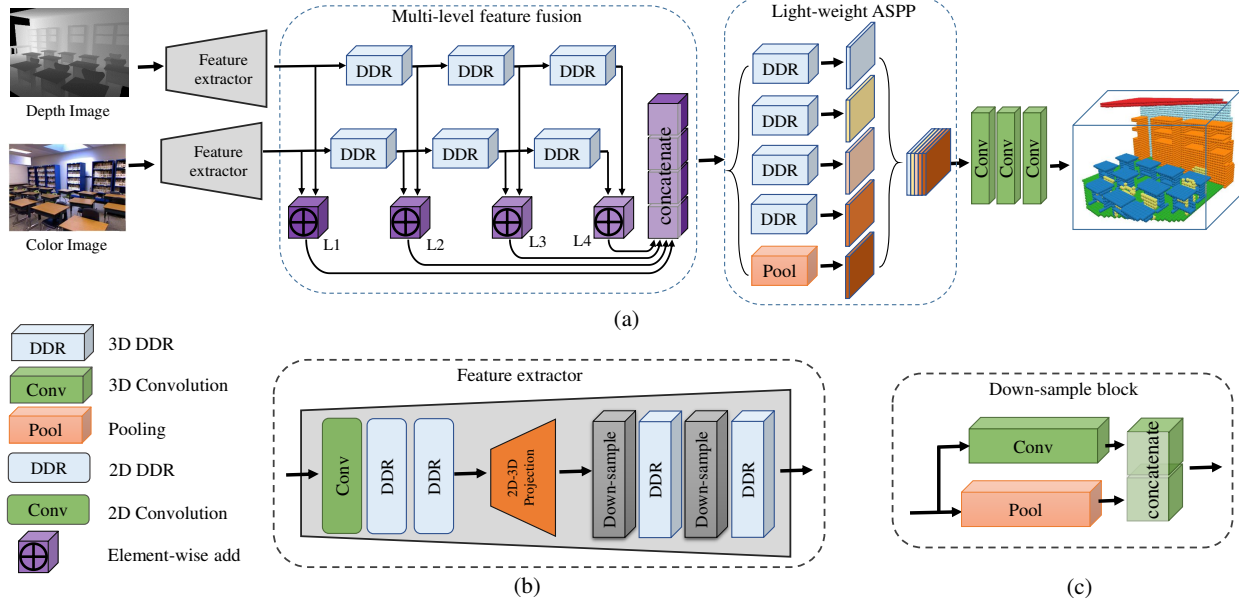 Multi-level feature fusion
Light-weight ASPP
Feature
extractor
DDR
DDR
DDR
Depth Image
Feature
extractor
DDR
DDR
DDR
Color Image
L1
L2
L3
L4
concatenate
DDR
DDR
DDR
DDR
Pool
Conv
Conv
Conv
(a)
DDR 3D DDR
Conv 3D Convolution
Pool Pooling
DDR 2D DDR
Conv 2D Convolution
Element-wise add
Feature extractor
Conv
DDR
DDR
2D-3D
Projection
Down-sample
DDR
Down-sample
DDR
(b)
Down-sample block
Conv
Pool
concatenate
(c)